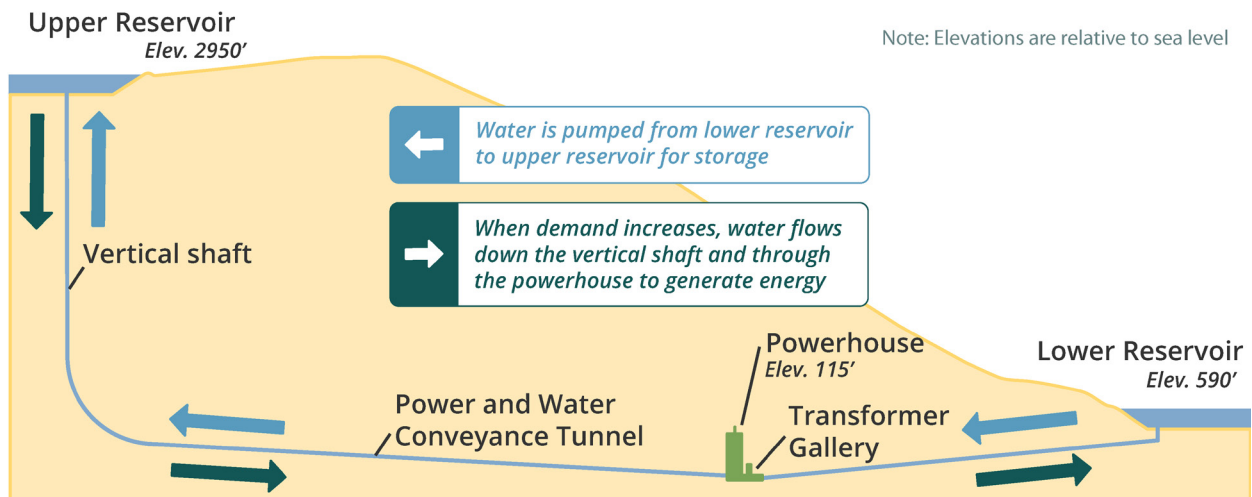 Upper Reservoir
Elev. 2950’
Note: Elevations are relative to sea level
Water is pumped from lower reservoir
to upper reservoir for storage
When demand increases, water flows
down the vertical shaft and through
the powerhouse to generate energy
Vertical shaft
Powerhouse
Elev. 115’
Lower Reservoir
Elev. 590’
Power and Water
Conveyance Tunnel
Transformer
Gallery